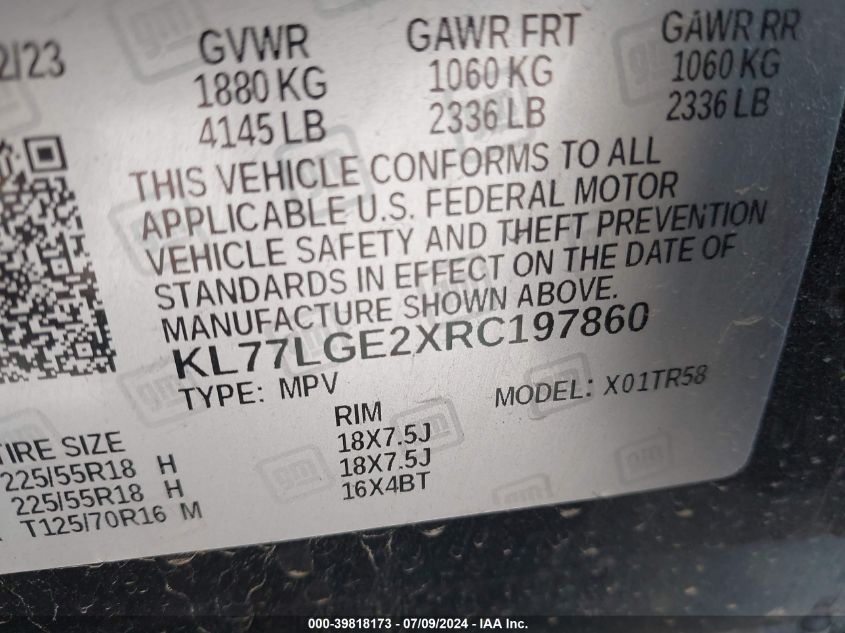 2/23
GVWR GAWR FRT GAWR RR
1880 KG 1060 KG 1060 KG
4145 LB 2336 LB 2336 LB
THIS VEHICLE CONFORMS TO ALL
APPLICABLE U.S. FEDERAL MOTOR
VEHICLE SAFETY AND THEFT PREVENTION
STANDARDS IN EFFECT ON THE DATE OF
MANUFACTURE SHOWN ABOVE.
KL77LGE2XRC197860
TYPE: MPV MODEL: X01TR58
TIRE SIZE RIM
225/55R18 H 18X7.5J
225/55R18 H 18X7.5J
T125/70R16 M 16X4BT
gm
000-39818173 / 07/09/2024 - IAA Inc.